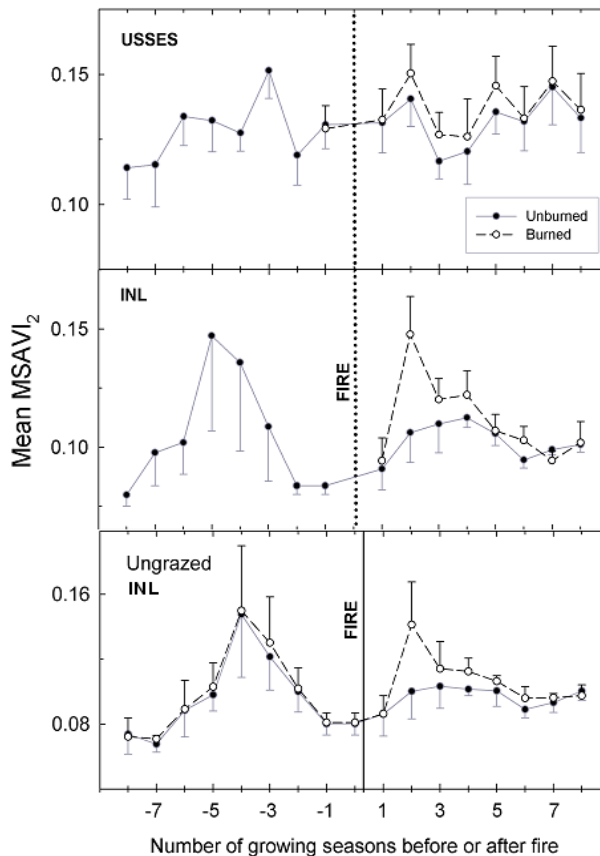 USSES
0.15
0.10
Unburned
Burned
INL
0.15
0.10
FIRE
Mean MSAVI₂
Ungrazed
INL
0.16
0.08
FIRE
-7 -5 -3 -1 1 3 5 7
Number of growing seasons before or after fire